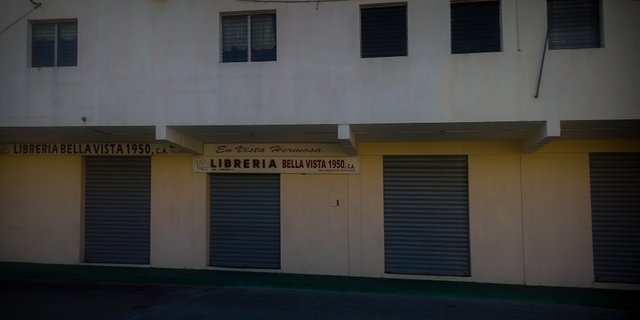 LIBRERIA BELLA VISTA 1950, C.A.
En Vista Hermosa...
LIBRERIA BELLA VISTA 1950, C.A.